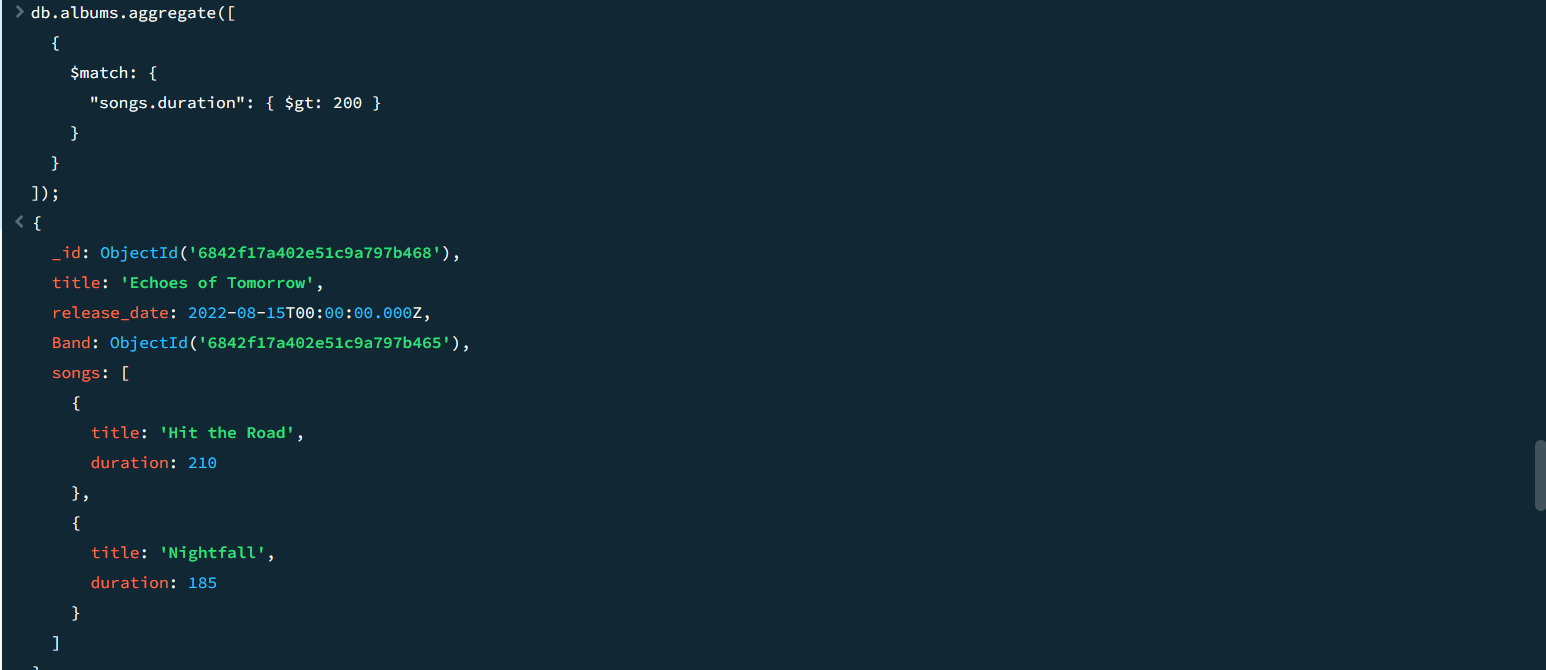 > db.albums.aggregate([
{
$match: {
"songs.duration": { $gt: 200 }
}
}
]);
< {
_id: ObjectId('6842f17a402e51c9a797b468'),
title: 'Echoes of Tomorrow',
release_date: 2022-08-15T00:00:00.000Z,
Band: ObjectId('6842f17a402e51c9a797b465'),
songs: [
{
title: 'Hit the Road',
duration: 210
},
{
title: 'Nightfall',
duration: 185
}
]